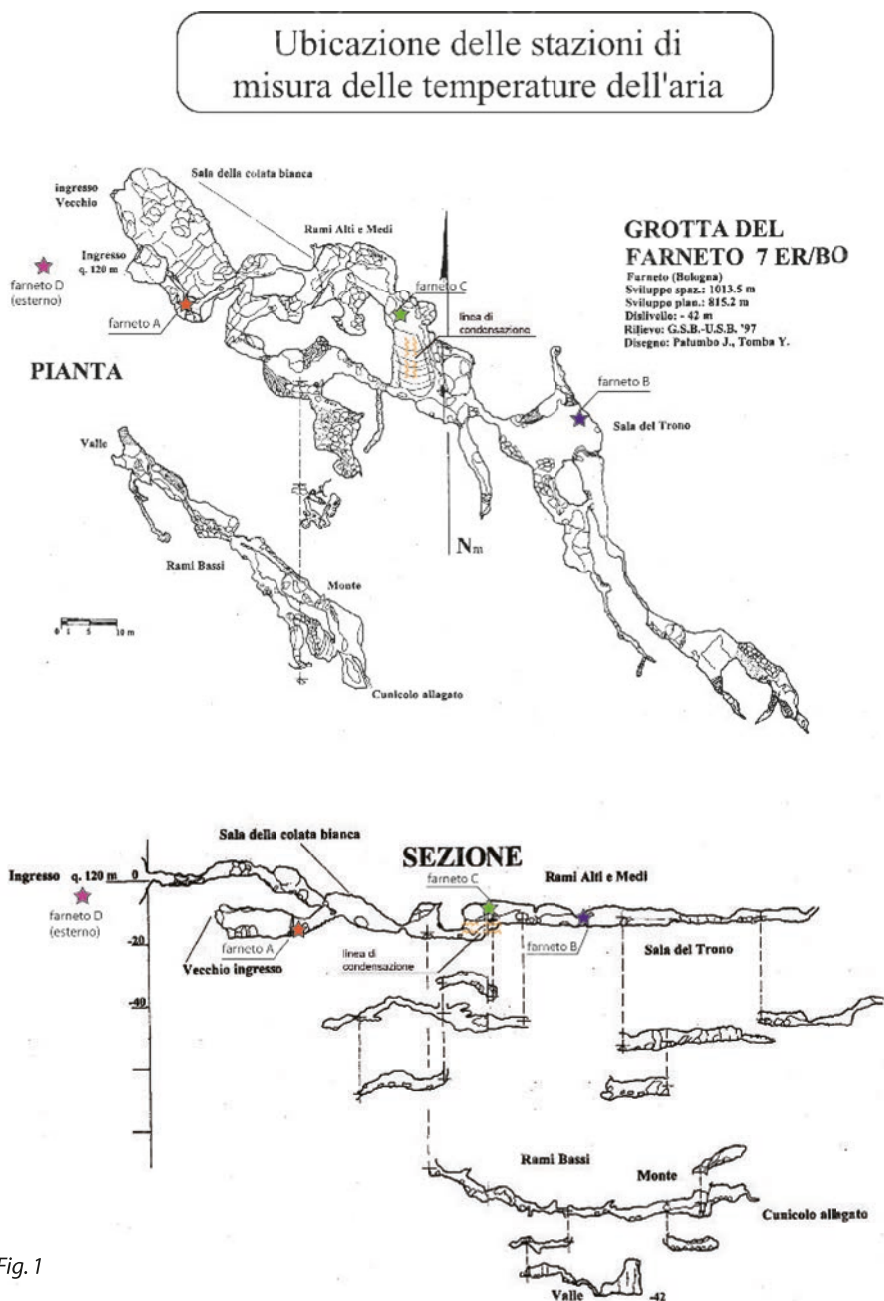 Ubicazione delle stazioni di
misura delle temperature dell'aria
Sala della colata bianca
ingresso
Vecchio
Rami Alti e Medi
Ingresso
q. 120 m
farneto D
(esterno)
farneto A
farneto C
linea di
condensazione
GROTTA DEL
FARNETO 7 ER/BO
Farneto (Bologna)
Sviluppo spaz.: 1013.5 m
Sviluppo plan.: 815.2 m
Dislivello: - 42 m
Rilievo: G.S.B.-U.S.B. '97
Disegno: Palumbo J., Tomba Y.
PIANTA
farneto B
Sala del Trono
Valle
Nm
Rami Bassi
Monte
0 1 5 10 m
Cunicolo allagato
Sala della colata bianca
SEZIONE
Ingresso q. 120 m
0
farneto C
Rami Alti e Medi
farneto D
(esterno)
-20
farneto A
Vecchio ingresso
linea di
condensazione
farneto B
Sala del Trono
-40
Rami Bassi
Monte
Cunicolo allagato
Valle
-42
Fig. 1